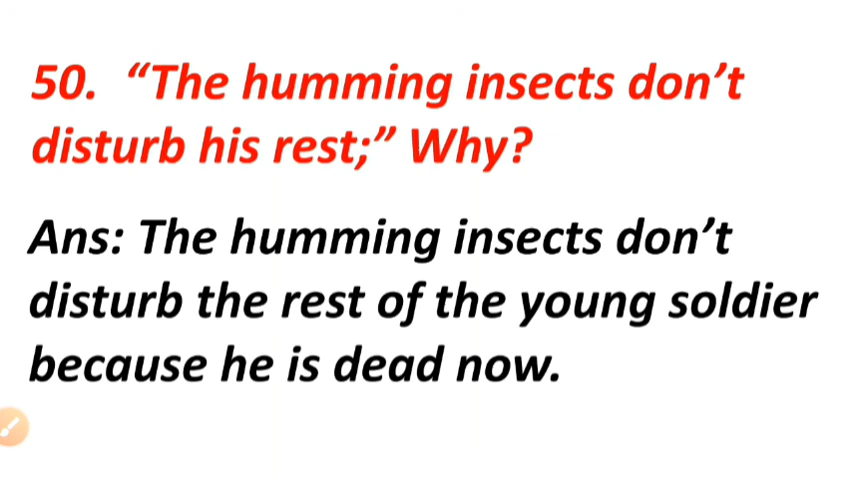 50. “The humming insects don’t
disturb his rest;” Why?
Ans: The humming insects don’t
disturb the rest of the young soldier
because he is dead now.